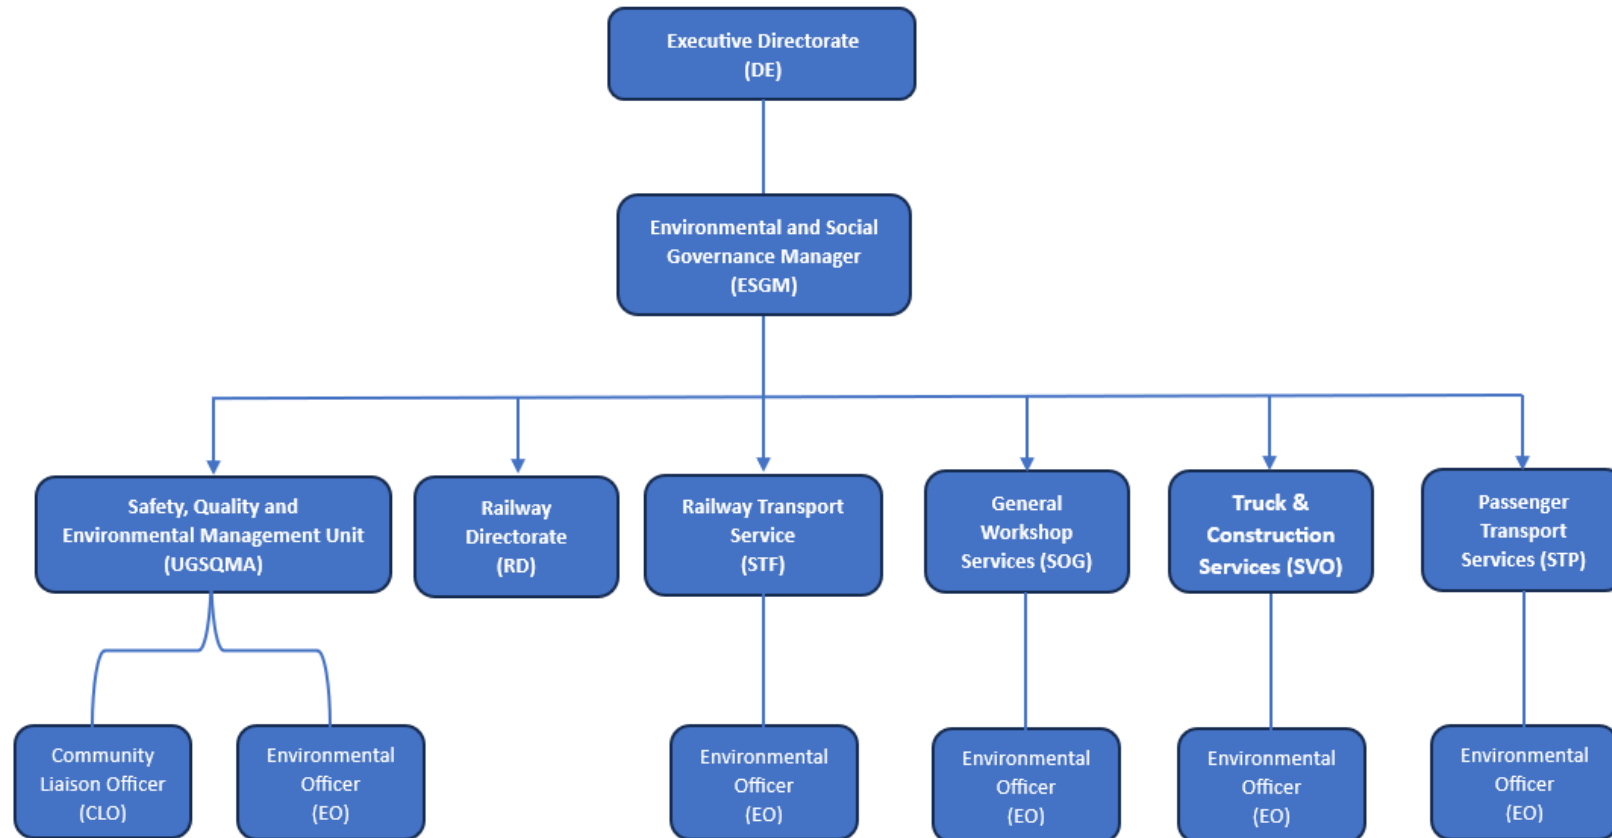 Executive Directorate
(DE)
Environmental and Social
Governance Manager
(ESGM)
Safety, Quality and
Environmental Management Unit
(UGSQMA)
Railway
Directorate
(RD)
Railway Transport
Service
(STF)
General
Workshop
Services (SOG)
Truck &
Construction
Services (SVO)
Passenger
Transport
Services (STP)
Community
Liaison Officer
(CLO)
Environmental
Officer
(EO)
Environmental
Officer
(EO)
Environmental
Officer
(EO)
Environmental
Officer
(EO)
Environmental
Officer
(EO)